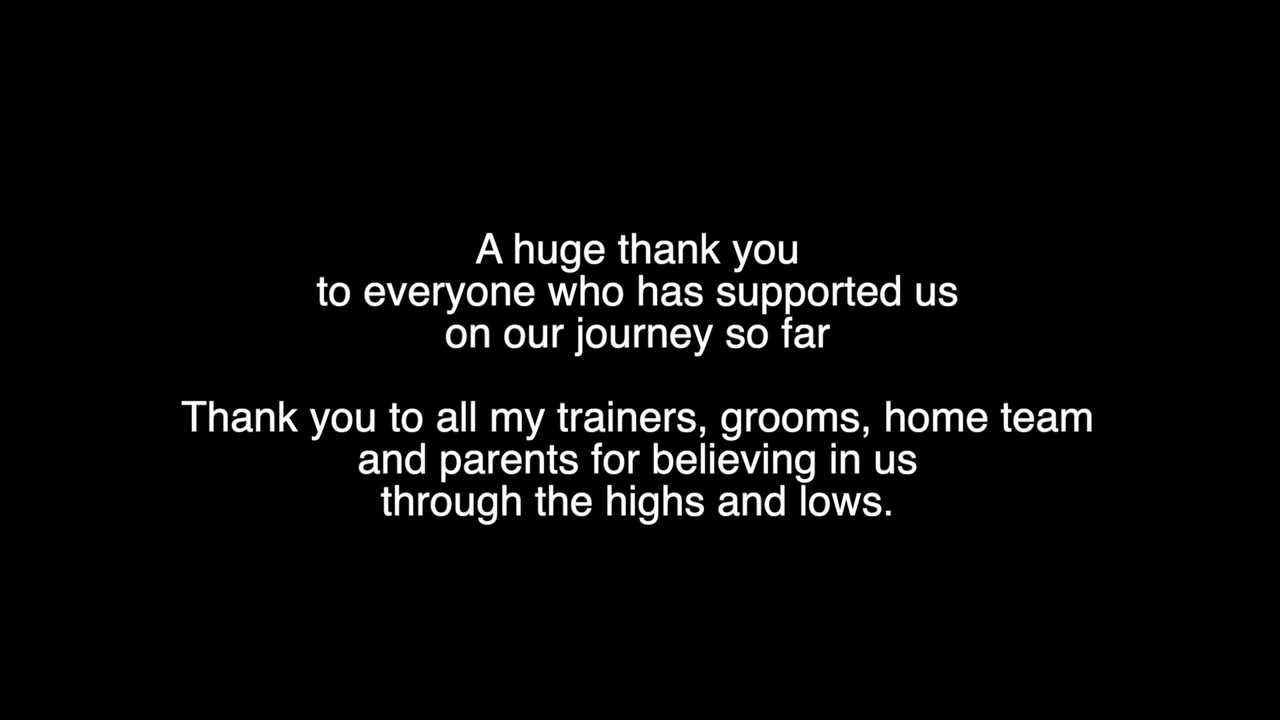 A huge thank you
to everyone who has supported us
on our journey so far
Thank you to all my trainers, grooms, home team
and parents for believing in us
through the highs and lows.